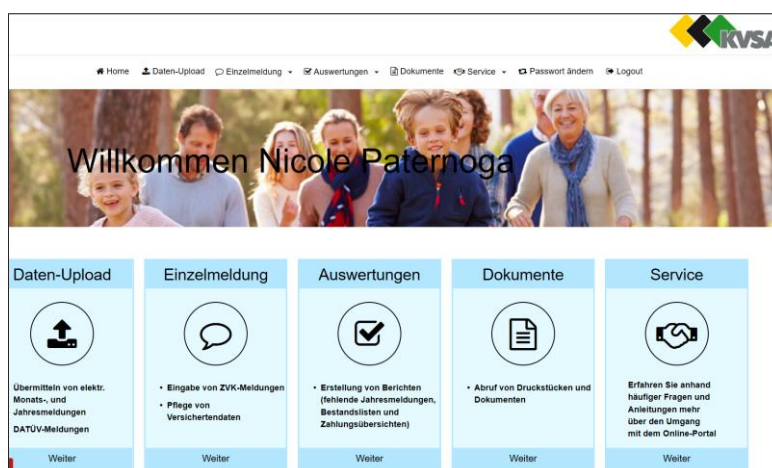 KVSA
Home Daten-Upload Einzelmeldung Auswertungen Dokumente Service Passwort ändern Logout
Willkommen Nicole Paternoga
Daten-Upload
Übermitteln von elektr.
Monats-, und
Jahresmeldungen
DATÜV-Meldungen
Weiter
Einzelmeldung
• Eingabe von ZVK-Meldungen
• Pflege von
Versichertendaten
Weiter
Auswertungen
• Erstellung von Berichten
(fehlende Jahresmeldungen,
Bestandslisten und
Zahlungsübersichten)
Weiter
Dokumente
• Abruf von Druckstücken und
Dokumenten
Weiter
Service
Erfahren Sie anhand
häufiger Fragen und
Anleitungen mehr
über den Umgang
mit dem Online-Portal
Weiter